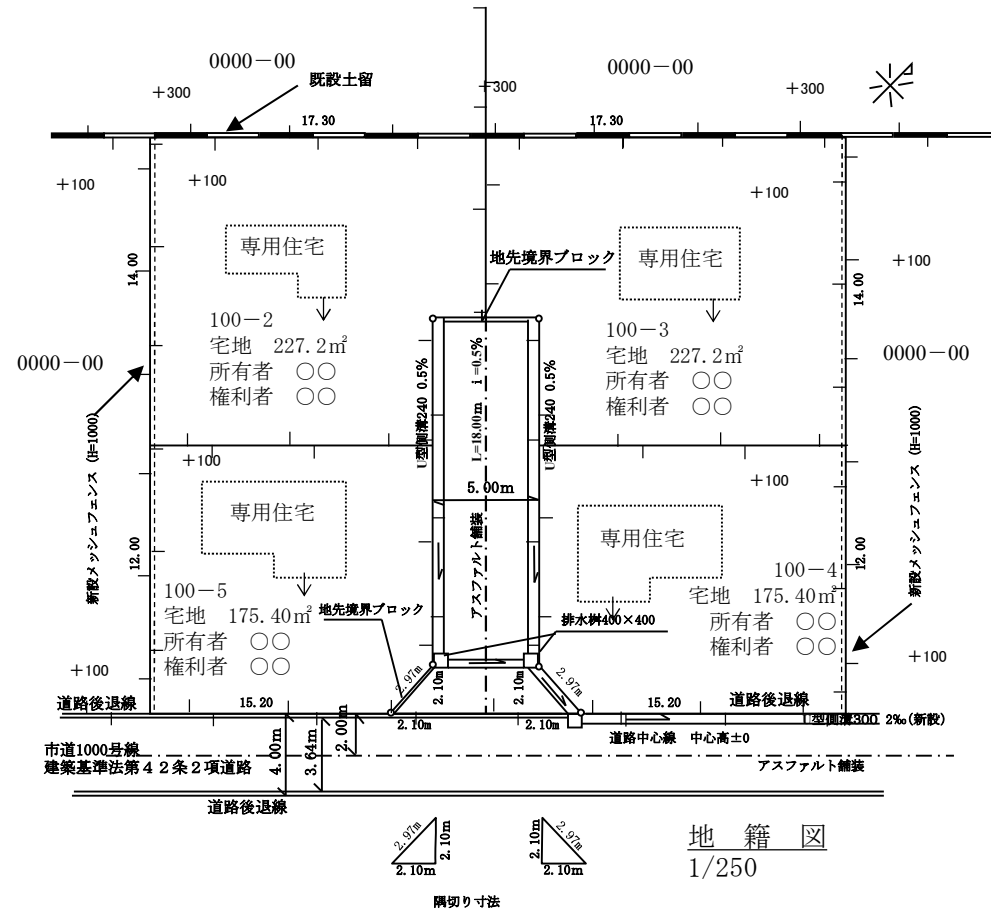 0000－00
0000－00
既設土留
+300
+300
+300
17.30
17.30
+100
+100
+100
+100
専用住宅
専用住宅
地先境界ブロック
14.00
14.00
100－2
宅地 227.2㎡
所有者 ○○
権利者 ○○
100－3
宅地 227.2㎡
所有者 ○○
権利者 ○○
0000－00
0000－00
U型側溝240 0.5%
L=18.00m i=0.5%
U型側溝240 0.5%
新設メッシュフェンス (H=1000)
新設メッシュフェンス (H=1000)
+100
+100
5.00m
アスファルト舗装
専用住宅
専用住宅
12.00
12.00
100－5
宅地 175.40㎡
所有者 ○○
権利者 ○○
地先境界ブロック
100－4
宅地 175.40㎡
所有者 ○○
権利者 ○○
排水桝400×400
+100
+100
2.97m
2.10m
2.10m
2.97m
道路後退線
15.20
2.10m
2.10m
15.20
道路後退線
U型側溝300 2‰(新設)
道路中心線 中心高±0
市道1000号線
建築基準法第42条2項道路
4.00m
3.64m
2.00m
アスファルト舗装
道路後退線
2.97m
2.10m
2.10m
2.10m
2.97m
2.10m
隅切り寸法
地籍図
1/250